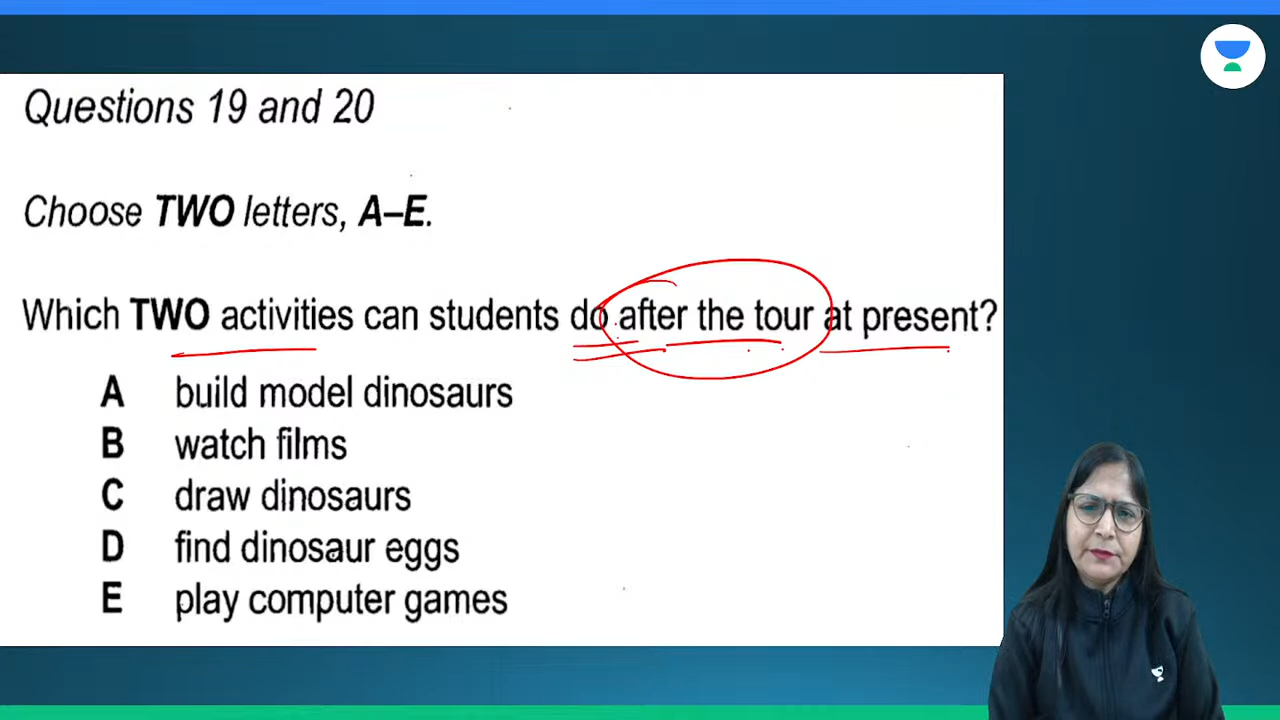 Questions 19 and 20
Choose TWO letters, A–E.
Which TWO activities can students do after the tour at present?
A build model dinosaurs
B watch films
C draw dinosaurs
D find dinosaur eggs
E play computer games